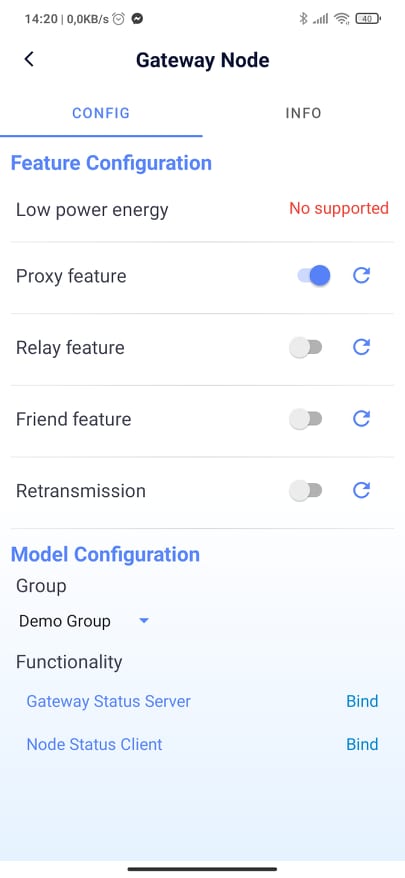 14:20 | 0,0KB/s 40
Gateway Node
CONFIG INFO
Feature Configuration
Low power energy No supported
Proxy feature
Relay feature
Friend feature
Retransmission
Model Configuration
Group
Demo Group
Functionality
Gateway Status Server Bind
Node Status Client Bind